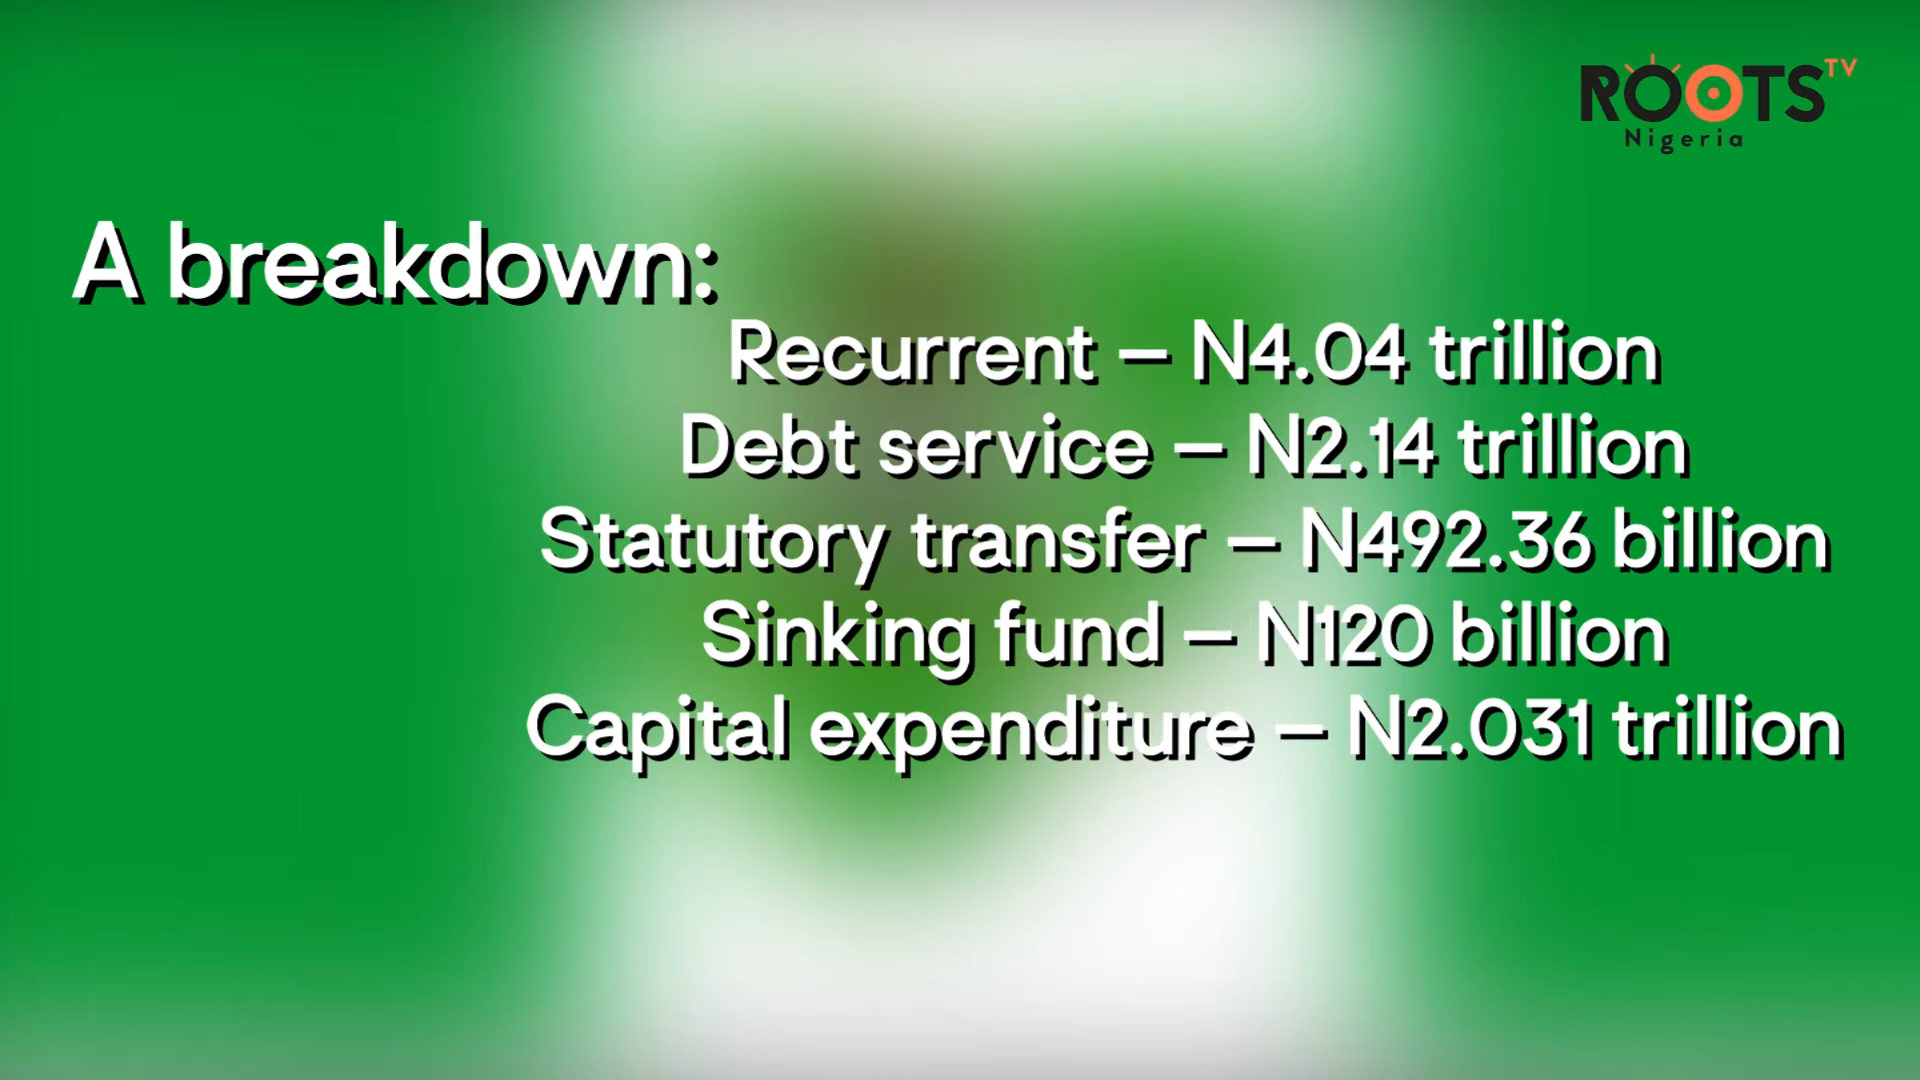 ROOTS TV
Nigeria
A breakdown:
Recurrent – N4.04 trillion
Debt service – N2.14 trillion
Statutory transfer – N492.36 billion
Sinking fund – N120 billion
Capital expenditure – N2.031 trillion